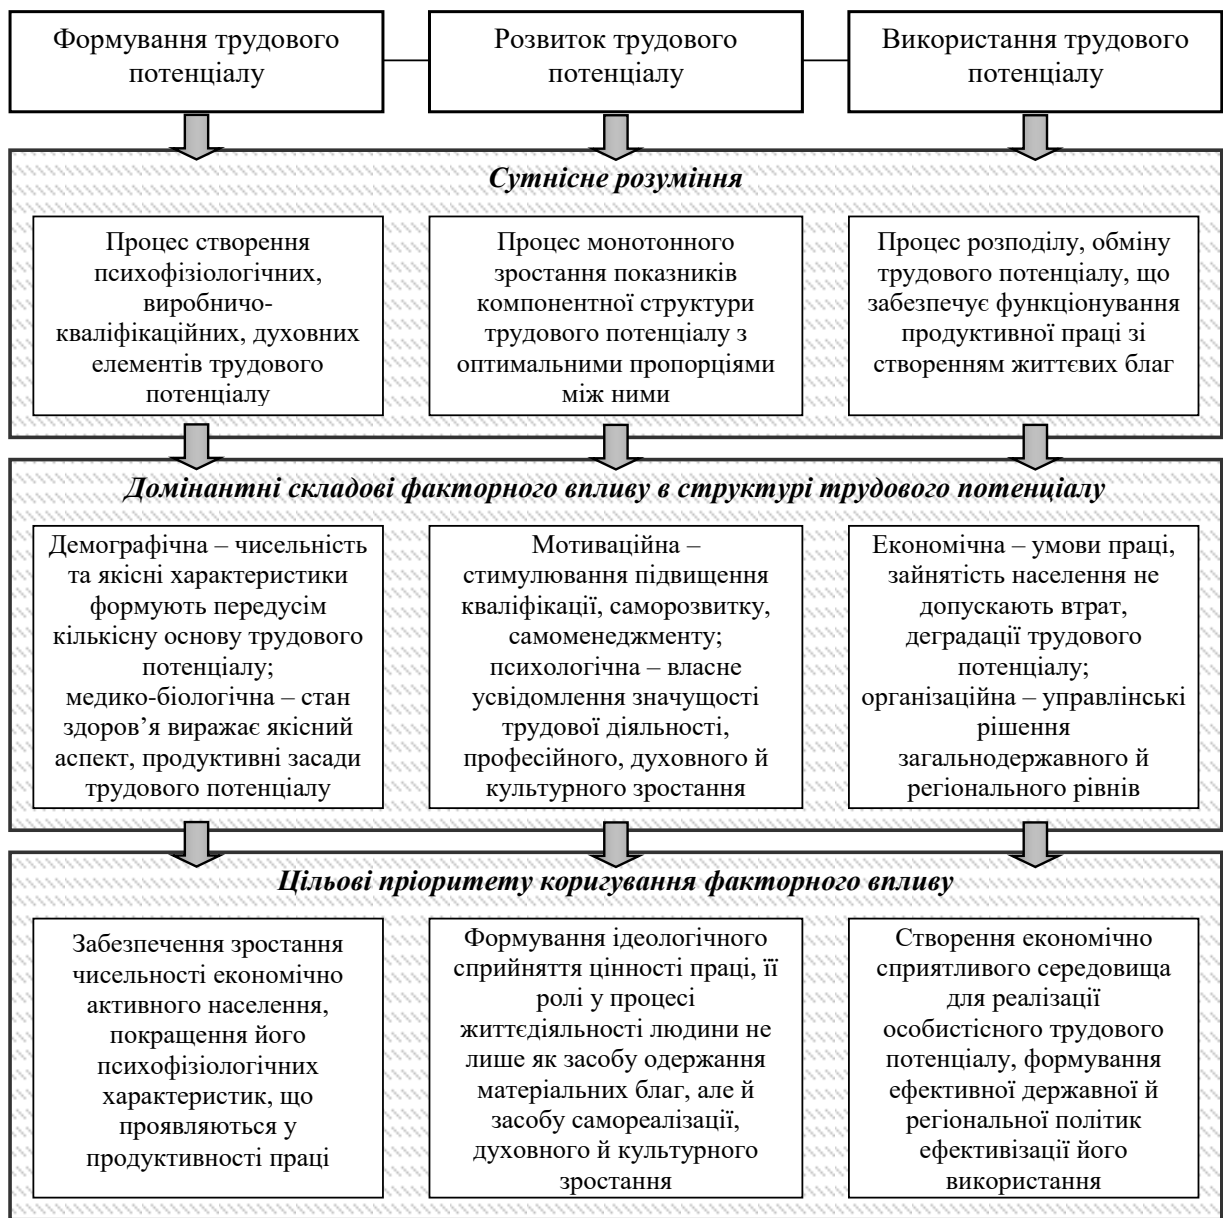 Формування трудового
потенціалу
Розвиток трудового
потенціалу
Використання трудового
потенціалу
Сутнісне розуміння
Процес створення
психофізіологічних,
виробничо-
кваліфікаційних, духовних
елементів трудового
потенціалу
Процес монотонного
зростання показників
компонентної структури
трудового потенціалу з
оптимальними пропорціями
між ними
Процес розподілу, обміну
трудового потенціалу, що
забезпечує функціонування
продуктивної праці зі
створенням життєвих благ
Домінантні складові факторного впливу в структурі трудового потенціалу
Демографічна – чисельність
та якісні характеристики
формують передусім
кількісну основу трудового
потенціалу;
медико-біологічна – стан
здоров’я виражає якісний
аспект, продуктивні засади
трудового потенціалу
Мотиваційна –
стимулювання підвищення
кваліфікації, саморозвитку,
самоменеджменту;
психологічна – власне
усвідомлення значущості
трудової діяльності,
професійного, духовного й
культурного зростання
Економічна – умови праці,
зайнятість населення не
допускають втрат,
деградації трудового
потенціалу;
організаційна – управлінські
рішення
загальнодержавного й
регіонального рівнів
Цільові пріоритету коригування факторного впливу
Забезпечення зростання
чисельності економічно
активного населення,
покращення його
психофізіологічних
характеристик, що
проявляються у
продуктивності праці
Формування ідеологічного
сприйняття цінності праці, її
ролі у процесі
життєдіяльності людини не
лише як засобу одержання
матеріальних благ, але й
засобу самореалізації,
духовного й культурного
зростання
Створення економічно
сприятливого середовища
для реалізації
особистісного трудового
потенціалу, формування
ефективної державної й
регіональної політик
ефективізації його
використання